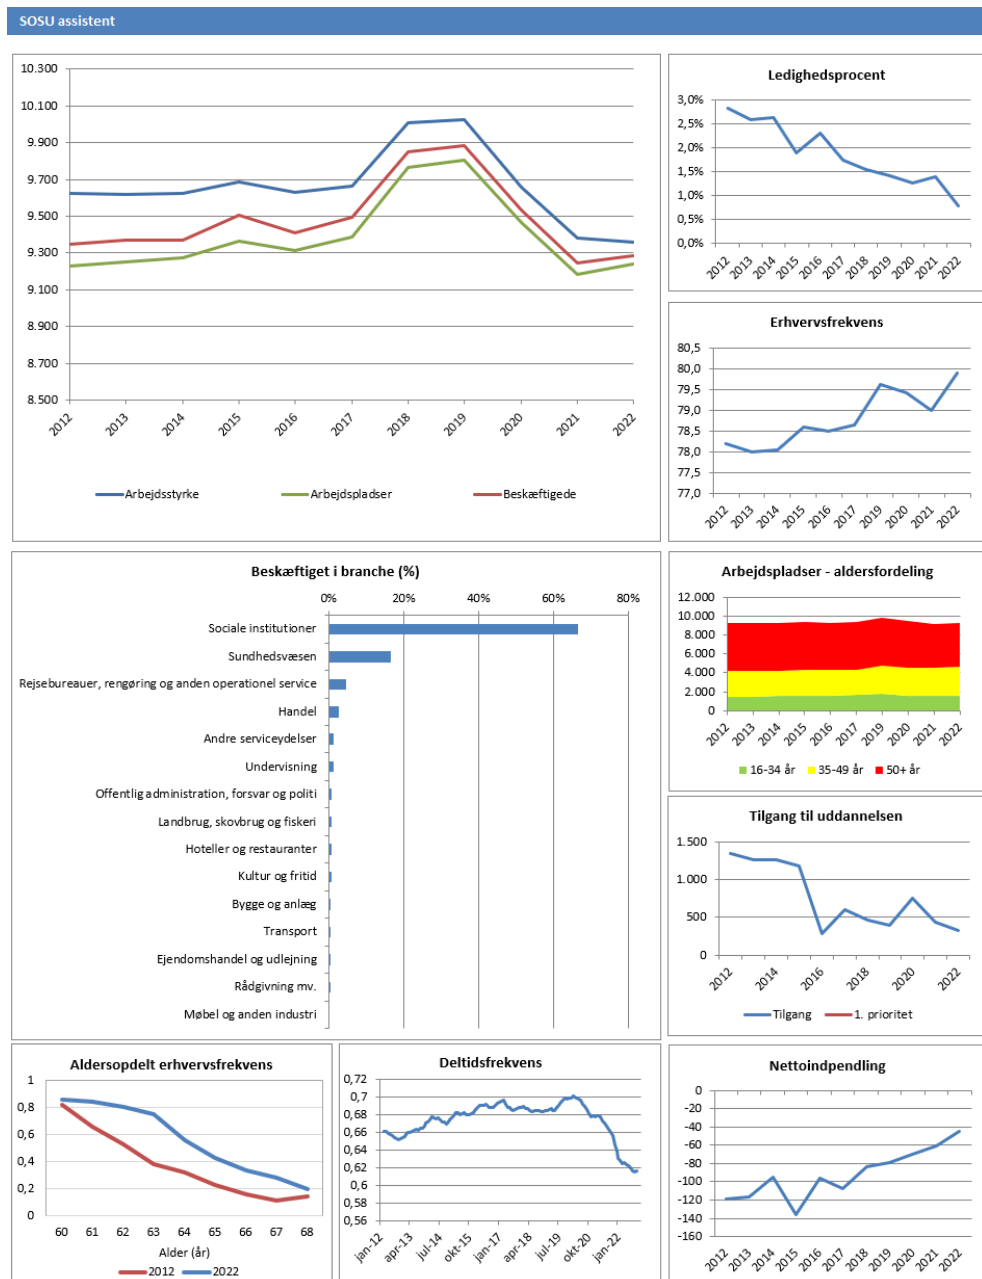 SOSU assistent
10.300
10.100
9.900
9.700
9.500
9.300
9.100
8.900
8.700
8.500
2012
2013
2014
2015
2016
2017
2018
2019
2020
2021
2022
Arbejdsstyrke
Arbejdspladser
Beskæftigede
Ledighedsprocent
3,0%
2,5%
2,0%
1,5%
1,0%
0,5%
0,0%
2012
2013
2014
2015
2016
2017
2018
2019
2020
2021
2022
Erhvervsfrekvens
80,5
80,0
79,5
79,0
78,5
78,0
77,5
77,0
2012
2013
2014
2015
2016
2017
2018
2019
2020
2021
2022
Beskæftiget i branche (%)
0% 20% 40% 60% 80%
Sociale institutioner
Sundhedsvæsen
Rejsebureauer, rengøring og anden operationel service
Handel
Andre serviceydelser
Undervisning
Offentlig administration, forsvar og politi
Landbrug, skovbrug og fiskeri
Hoteller og restauranter
Kultur og fritid
Bygge og anlæg
Transport
Ejendomshandel og udlejning
Rådgivning mv.
Møbel og anden industri
Arbejdspladser - aldersfordeling
12.000
10.000
8.000
6.000
4.000
2.000
0
2012
2013
2014
2015
2016
2017
2018
2019
2020
2021
2022
16-34 år 35-49 år 50+ år
Tilgang til uddannelsen
1.500
1.000
500
0
2012
2014
2016
2018
2020
2022
Tilgang 1. prioritet
Aldersopdelt erhvervsfrekvens
1
0,8
0,6
0,4
0,2
0
60 61 62 63 64 65 66 67 68
Alder (år)
2012 2022
Deltidsfrekvens
0,72
0,7
0,68
0,66
0,64
0,62
0,6
0,58
0,56
jan-12
apr-13
jul-14
okt-15
jan-17
apr-18
jul-19
okt-20
jan-22
Nettoindpendling
-0
-20
-40
-60
-80
-100
-120
-140
-160
2012
2013
2014
2015
2016
2017
2018
2019
2020
2021
2022